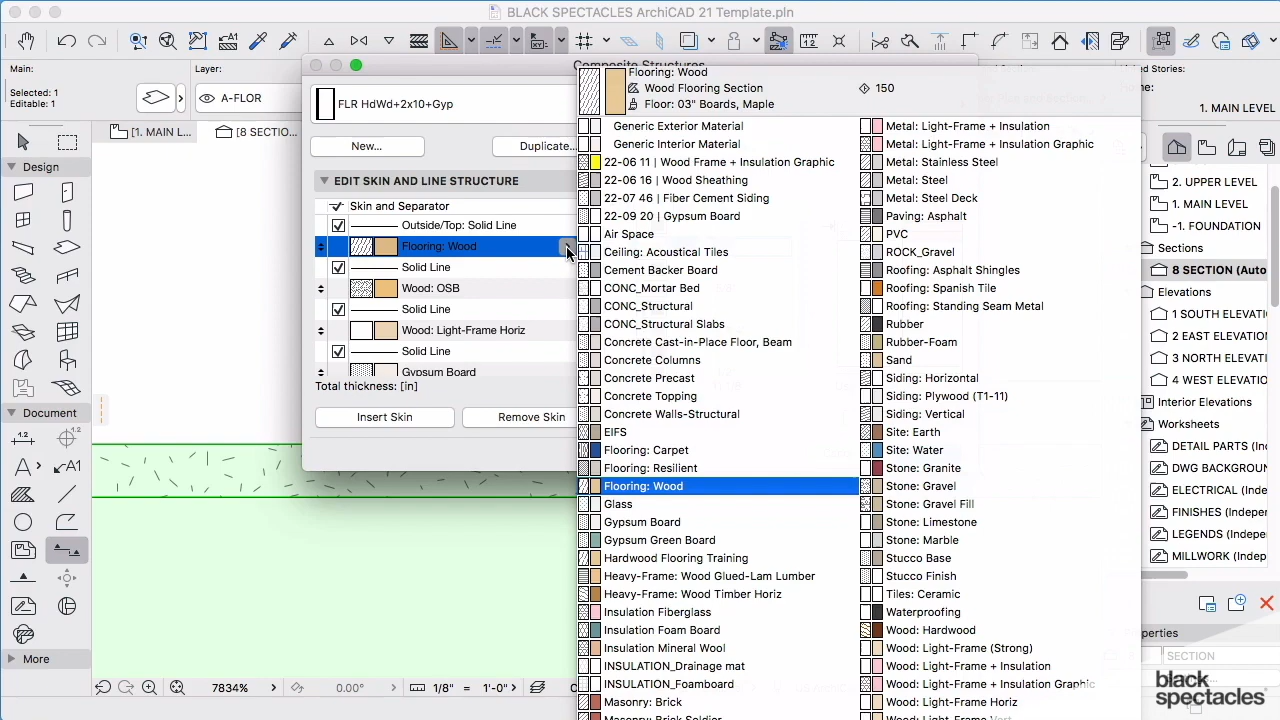 BLACK SPECTACLES ArchiCAD 21 Template.pln
Main:
Selected: 1
Editable: 1
Layer:
A-FLOR
Stories:
Home:
1. MAIN LEVEL
[1. MAIN L...
[8 SECTIO...
Composite Structures
FLR HdWd+2x10+Gyp
New...
Duplicate...
EDIT SKIN AND LINE STRUCTURE
Skin and Separator
Outside/Top: Solid Line
Flooring: Wood
Solid Line
Wood: OSB
Solid Line
Wood: Light-Frame Horiz
Solid Line
Gypsum Board
Total thickness: [in]
Insert Skin
Remove Skin
Flooring: Wood
Wood Flooring Section
Floor: 03" Boards, Maple
150
Generic Exterior Material
Generic Interior Material
22-06 11 | Wood Frame + Insulation Graphic
22-06 16 | Wood Sheathing
22-07 46 | Fiber Cement Siding
22-09 20 | Gypsum Board
Air Space
Ceiling: Acoustical Tiles
Cement Backer Board
CONC_Mortar Bed
CONC_Structural
CONC_Structural Slabs
Concrete Cast-in-Place Floor, Beam
Concrete Columns
Concrete Precast
Concrete Topping
Concrete Walls-Structural
EIFS
Flooring: Carpet
Flooring: Resilient
Flooring: Wood
Glass
Gypsum Board
Gypsum Green Board
Hardwood Flooring Training
Heavy-Frame: Wood Glued-Lam Lumber
Heavy-Frame: Wood Timber Horiz
Insulation Fiberglass
Insulation Foam Board
Insulation Mineral Wool
INSULATION_Drainage mat
INSULATION_Foamboard
Masonry: Brick
Masonry: Brick Soldier
Metal: Light-Frame + Insulation
Metal: Light-Frame + Insulation Graphic
Metal: Stainless Steel
Metal: Steel
Metal: Steel Deck
Paving: Asphalt
PVC
ROCK_Gravel
Roofing: Asphalt Shingles
Roofing: Spanish Tile
Roofing: Standing Seam Metal
Rubber
Rubber-Foam
Sand
Siding: Horizontal
Siding: Plywood (T1-11)
Siding: Vertical
Site: Earth
Site: Water
Stone: Granite
Stone: Gravel
Stone: Gravel Fill
Stone: Limestone
Stone: Marble
Stucco Base
Stucco Finish
Tiles: Ceramic
Waterproofing
Wood: Hardwood
Wood: Light-Frame (Strong)
Wood: Light-Frame + Insulation
Wood: Light-Frame + Insulation Graphic
Wood: Light-Frame Horiz
Wood: Light-Frame Vert
Design
Document
1.2
1.2
A1
More
7834%
0.00°
1/8" = 1'-0"
2. UPPER LEVEL
1. MAIN LEVEL
-1. FOUNDATION
Sections
8 SECTION (Auto
Elevations
1 SOUTH ELEVATIO
2 EAST ELEVATION
3 NORTH ELEVATI
4 WEST ELEVATIO
Interior Elevations
Worksheets
DETAIL PARTS (In
DWG BACKGROUN
ELECTRICAL (Inde
FINISHES (Indepe
LEGENDS (Indepe
MILLWORK (Indep
operties
SECTION
black
spectacles®